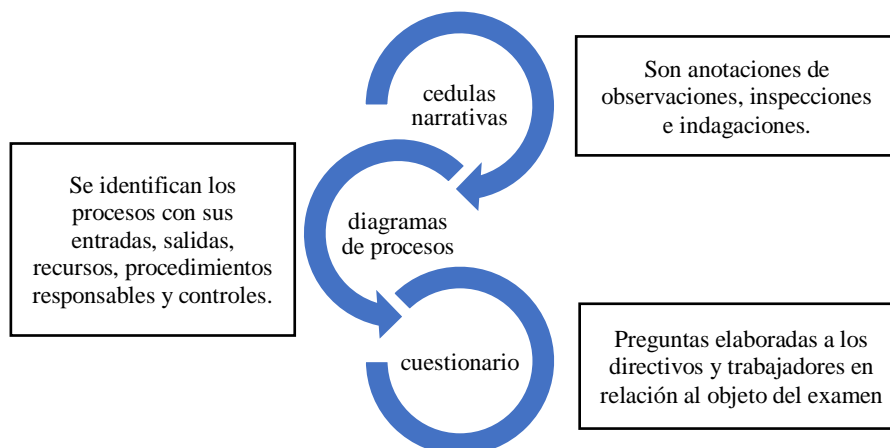 cedulas
narrativas
Son anotaciones de
observaciones, inspecciones
e indagaciones.
Se identifican los
procesos con sus
entradas, salidas,
recursos, procedimientos
responsables y controles.
diagramas
de procesos
cuestionario
Preguntas elaboradas a los
directivos y trabajadores en
relación al objeto del examen